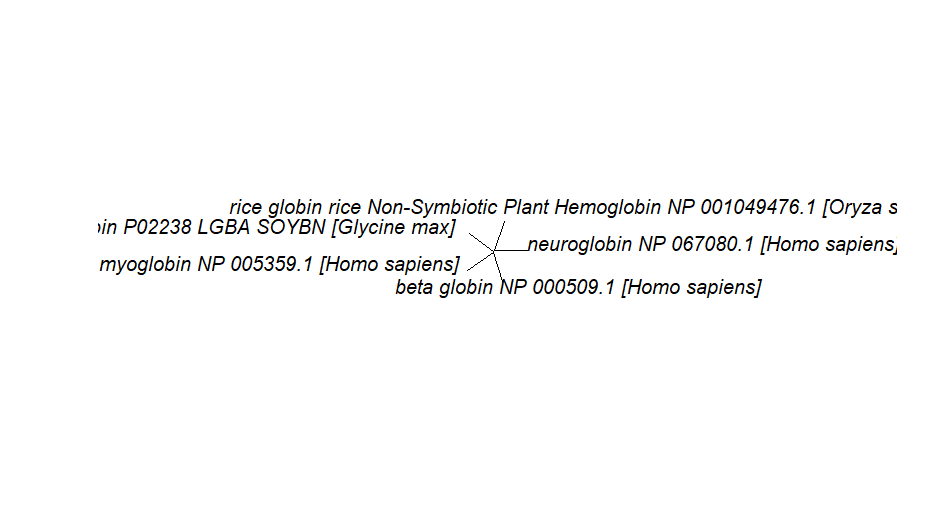 rice globin rice Non-Symbiotic Plant Hemoglobin NP 001049476.1 [Oryza s
in P02238 LGBA SOYBN [Glycine max]
neuroglobin NP 067080.1 [Homo sapiens]
myoglobin NP 005359.1 [Homo sapiens]
beta globin NP 000509.1 [Homo sapiens]